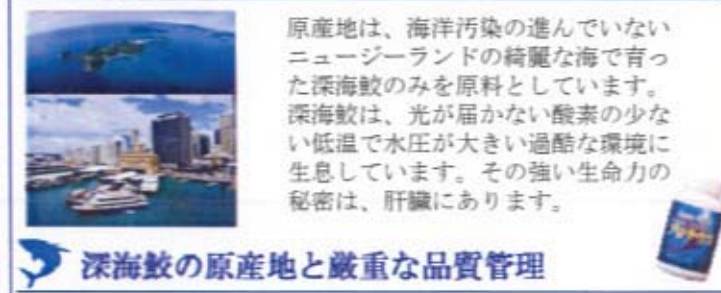 原産地は、海洋汚染の進んでいない
ニュージーランドの綺麗な海で育っ
た深海鮫のみを原料としています。
深海鮫は、光が届かない酸素の少な
い低温で水圧が大きい過酷な環境に
生息しています。その強い生命力の
秘密は、肝臓にあります。
深海鮫の原産地と厳重な品質管理